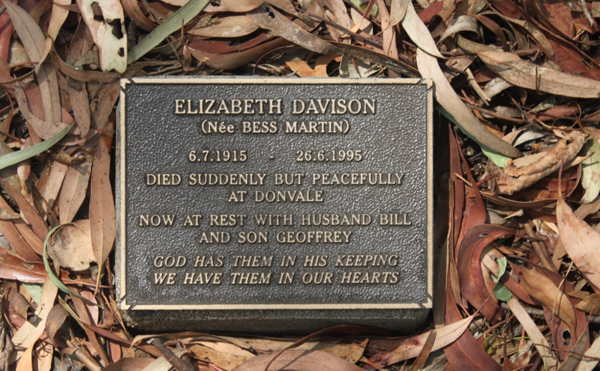 ELIZABETH DAVISON
(Née BESS MARTIN)
6.7.1915 - 26.6.1995
DIED SUDDENLY BUT PEACEFULLY
AT DONVALE
NOW AT REST WITH HUSBAND BILL
AND SON GEOFFREY
GOD HAS THEM IN HIS KEEPING
WE HAVE THEM IN OUR HEARTS